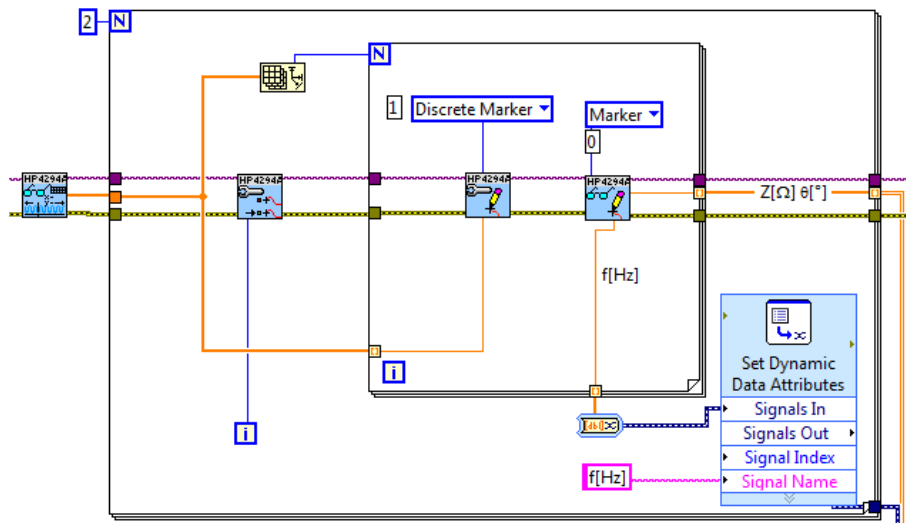 2
N
N
1
Discrete Marker
Marker
0
HP4294A
HP4294A
HP4294A
HP4294A
Z[Ω] θ[°]
f[Hz]
i
i
Set Dynamic
Data Attributes
Signals In
Signals Out
Signal Index
Signal Name
[dbl]
f[Hz]